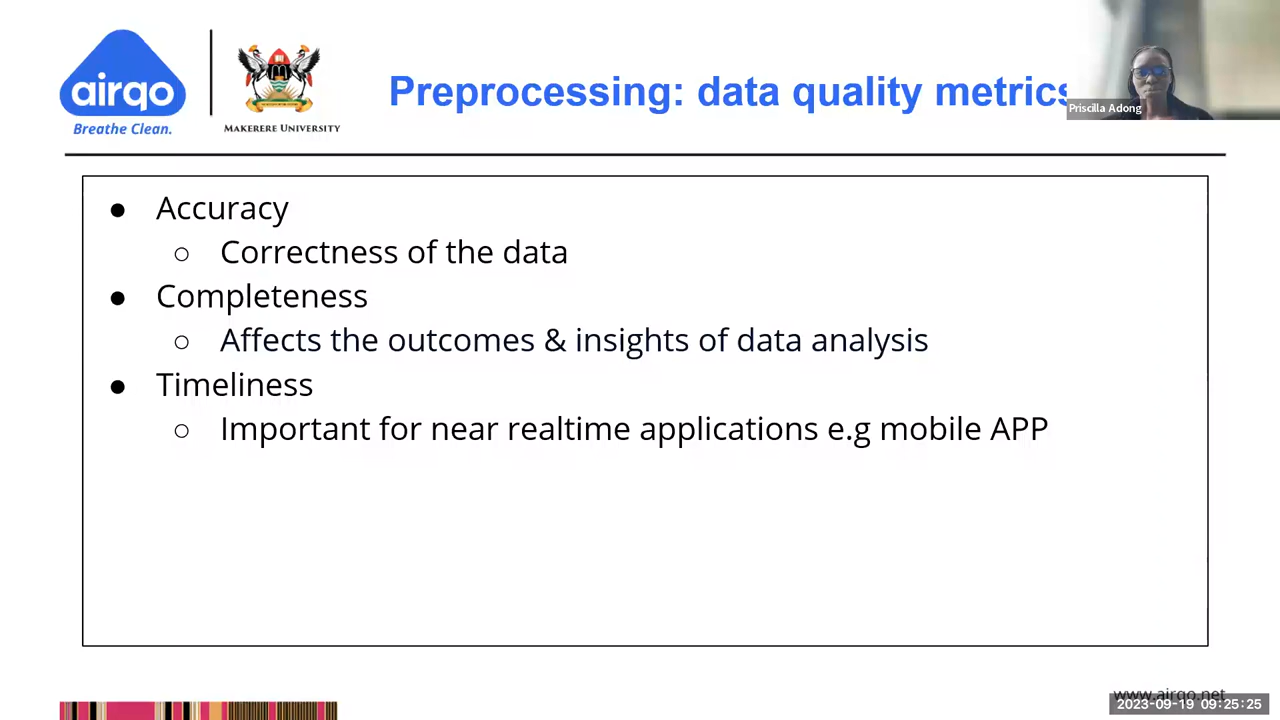 airqo
Breathe Clean.
MAKERERE UNIVERSITY
Preprocessing: data quality metrics
Priscilla Adong
● Accuracy
○ Correctness of the data
● Completeness
○ Affects the outcomes & insights of data analysis
● Timeliness
○ Important for near realtime applications e.g mobile APP
www.airqo.net
2023-09-19 09:25:25